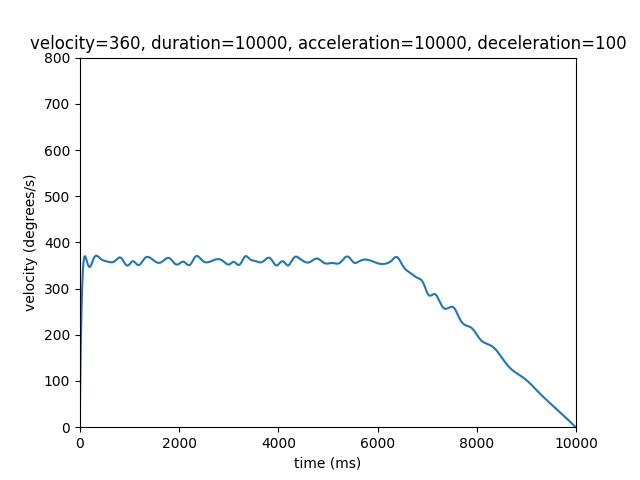 velocity=360, duration=10000, acceleration=10000, deceleration=100
800
700
600
500
400
300
200
100
0
velocity (degrees/s)
0 2000 4000 6000 8000 10000
time (ms)